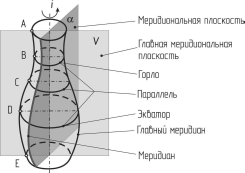 i
A
α
Меридиональная плоскость
V
Главная меридиональная
плоскость
B
Горло
C
Параллель
D
Экватор
Главный меридиан
Меридиан
E